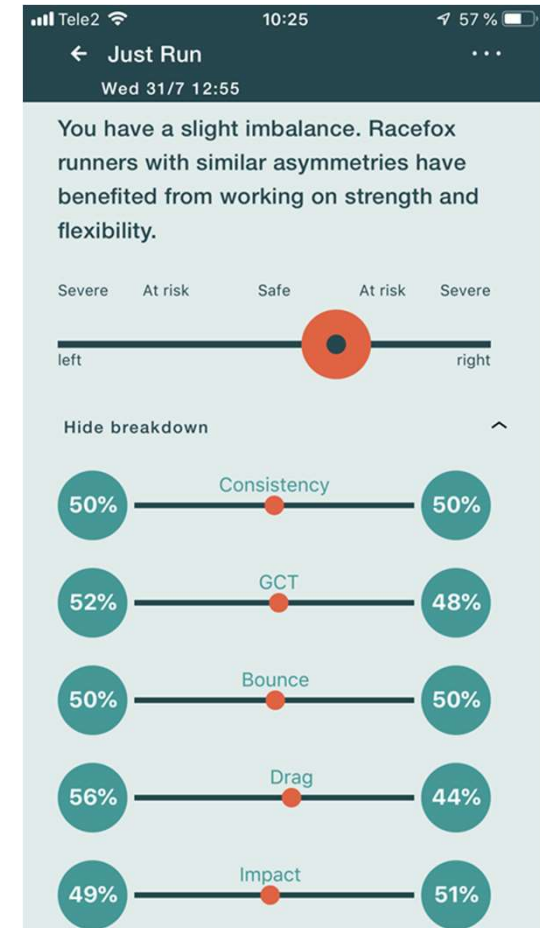 Tele2 10:25 57 %
Just Run
Wed 31/7 12:55
You have a slight imbalance. Racefox
runners with similar asymmetries have
benefited from working on strength and
flexibility.
Severe At risk Safe At risk Severe
left right
Hide breakdown
Consistency
50% 50%
GCT
52% 48%
Bounce
50% 50%
Drag
56% 44%
Impact
49% 51%